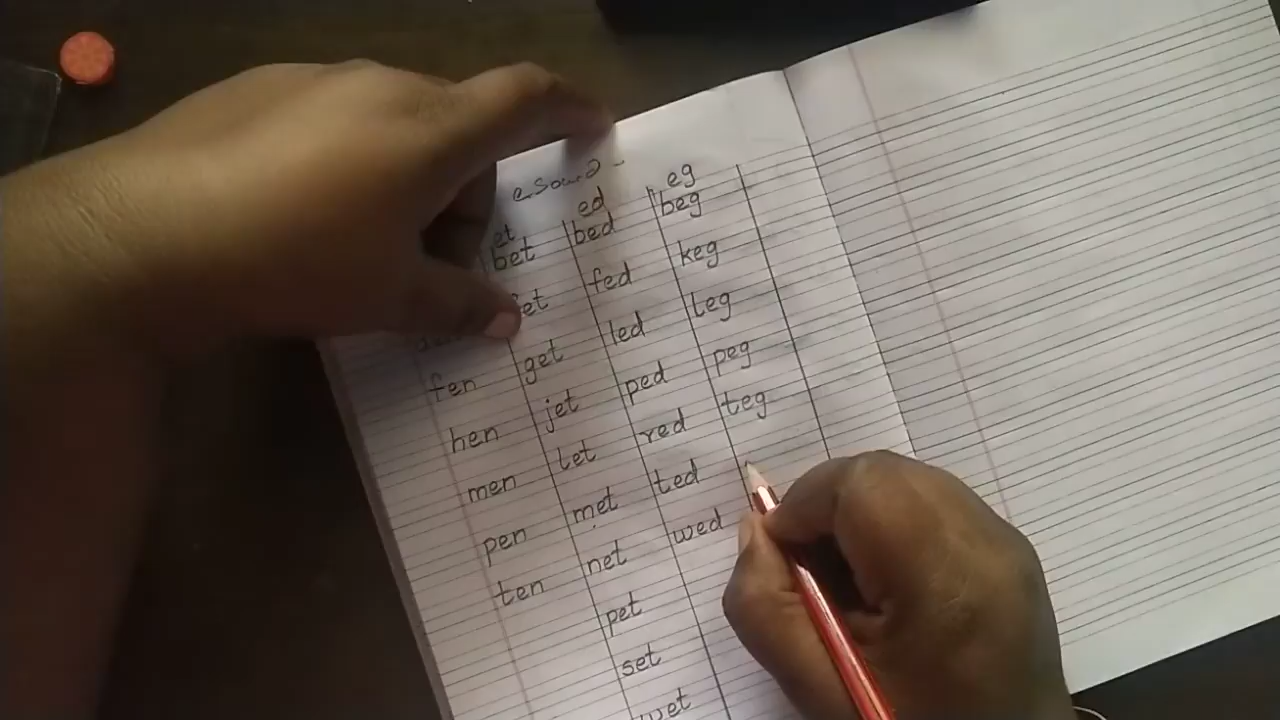 e Sound -
et ed eg
bet bed beg
fed keg
get led leg
fen jet ped peg
hen let red teg
men met ted
pen net wed
ten pet
set
wet